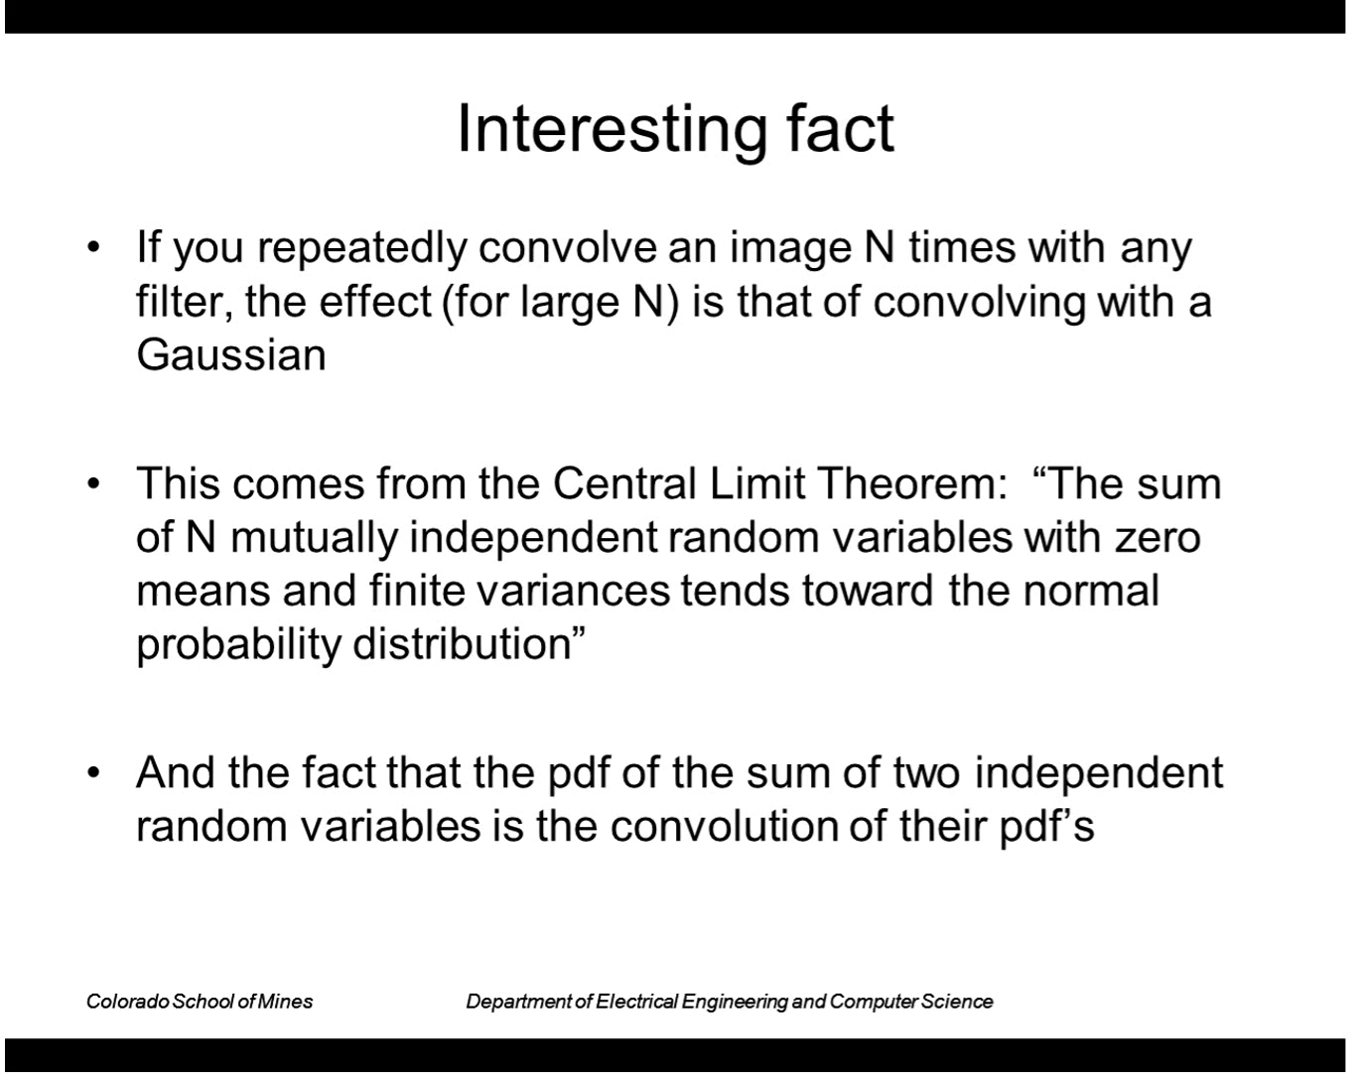 Interesting fact
• If you repeatedly convolve an image N times with any
filter, the effect (for large N) is that of convolving with a
Gaussian
• This comes from the Central Limit Theorem: “The sum
of N mutually independent random variables with zero
means and finite variances tends toward the normal
probability distribution”
• And the fact that the pdf of the sum of two independent
random variables is the convolution of their pdf’s
Colorado School of Mines Department of Electrical Engineering and Computer Science